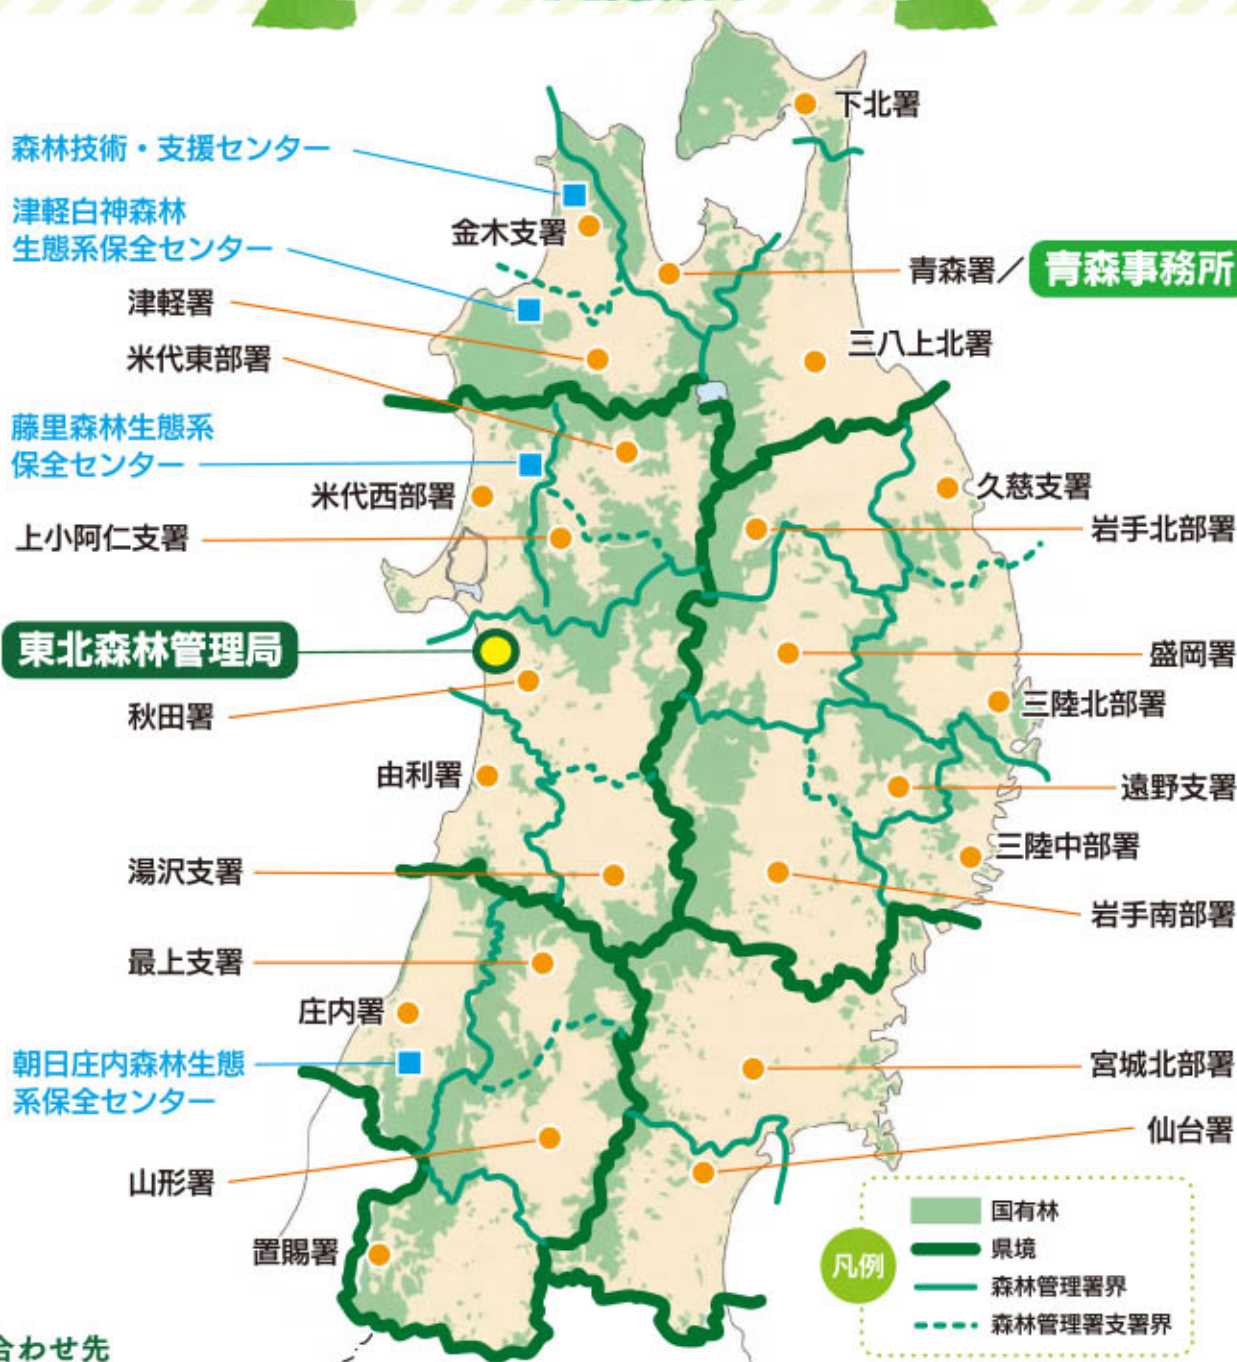 下北署
森林技術・支援センター
津軽白神森林
生態系保全センター
金木支署
青森署／
青森事務所
津軽署
三八上北署
米代東部署
藤里森林生態系
保全センター
米代西部署
久慈支署
上小阿仁支署
岩手北部署
東北森林管理局
盛岡署
秋田署
三陸北部署
由利署
遠野支署
三陸中部署
湯沢支署
岩手南部署
最上支署
庄内署
朝日庄内森林生態
系保全センター
宮城北部署
仙台署
山形署
置賜署
凡例
国有林
県境
森林管理署界
森林管理署支署界
合わせ先